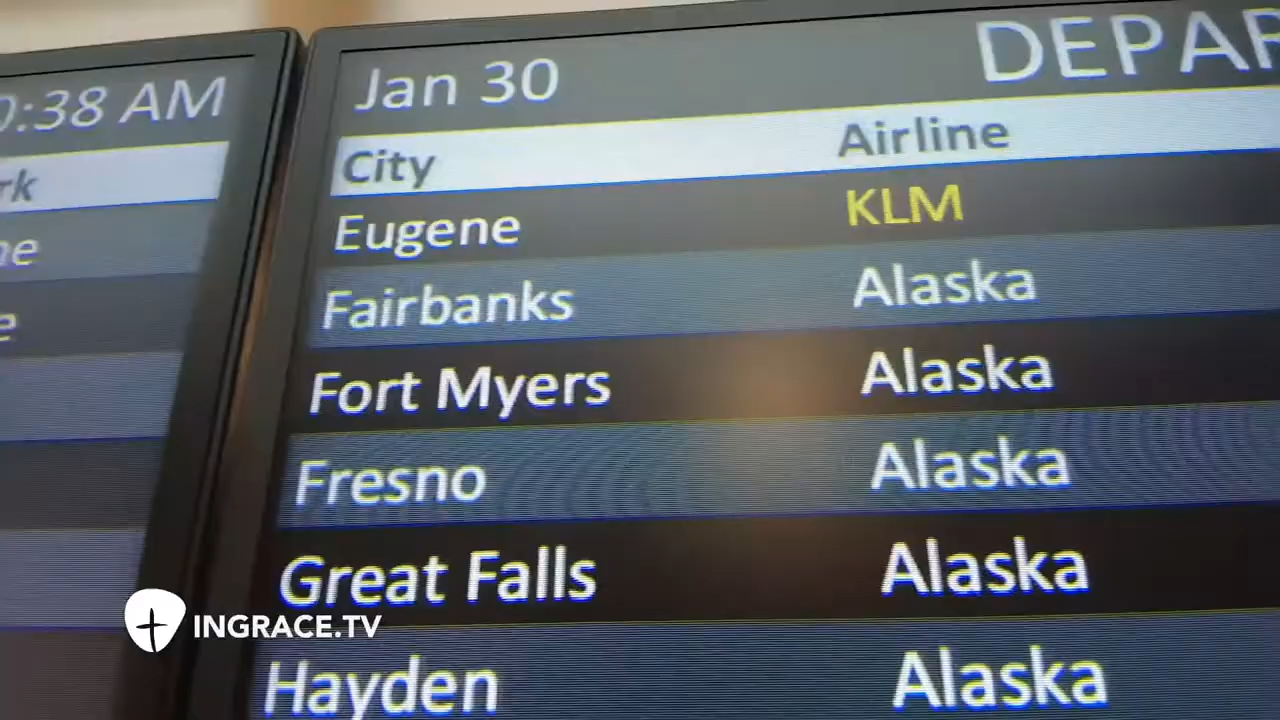 0:38 AM
rk
ne
e
Jan 30 DEPAR
City Airline
Eugene KLM
Fairbanks Alaska
Fort Myers Alaska
Fresno Alaska
Great Falls Alaska
Hayden Alaska
INGRACE.TV